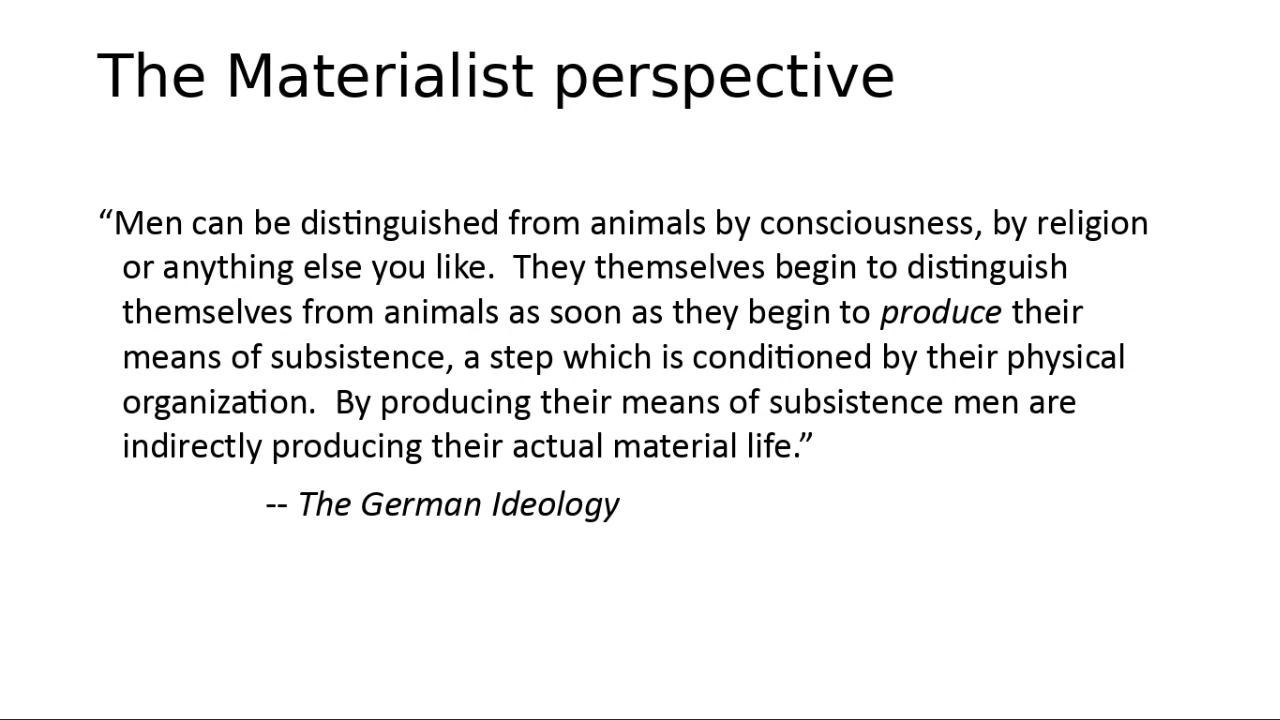 The Materialist perspective
“Men can be distinguished from animals by consciousness, by religion
or anything else you like.  They themselves begin to distinguish
themselves from animals as soon as they begin to produce their
means of subsistence, a step which is conditioned by their physical
organization.  By producing their means of subsistence men are
indirectly producing their actual material life.”
-- The German Ideology